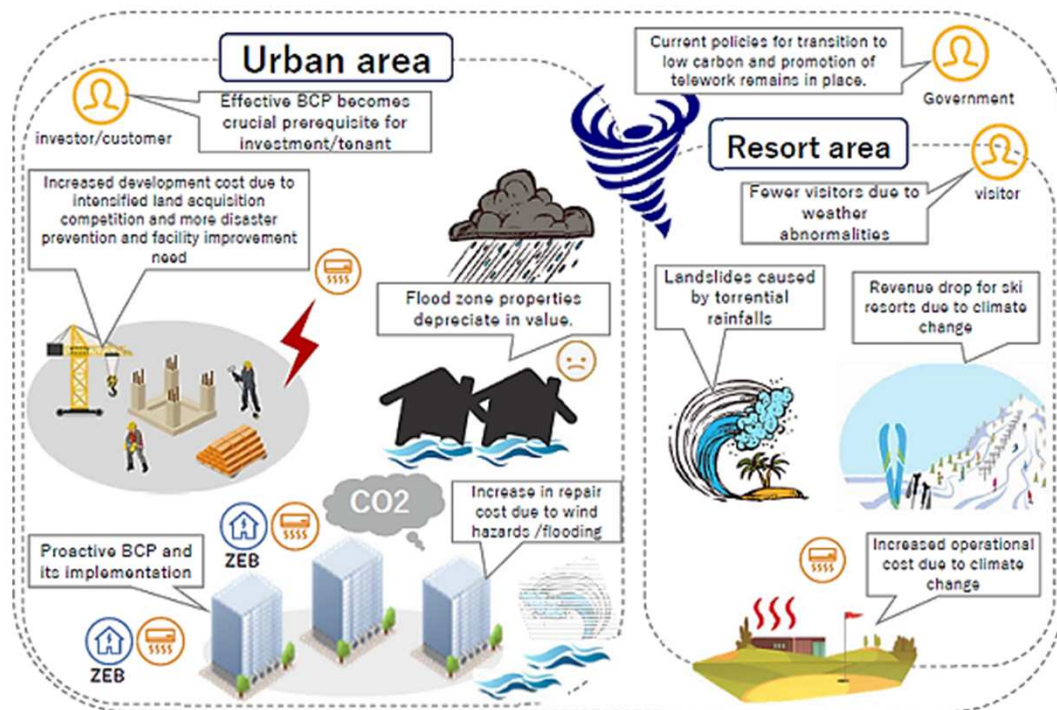 Urban area
investor/customer
Effective BCP becomes
crucial prerequisite for
investment/tenant
Increased development cost due to
intensified land acquisition
competition and more disaster
prevention and facility improvement
need
Flood zone properties
depreciate in value.
CO2
Increase in repair
cost due to wind
hazards /flooding
ZEB
Proactive BCP and
its implementation
ZEB
Current policies for transition to
low carbon and promotion of
telework remains in place.
Government
Resort area
visitor
Fewer visitors due to
weather
abnormalities
Landslides caused
by torrential
rainfalls
Revenue drop for ski
resorts due to climate
change
Increased operational
cost due to climate
change